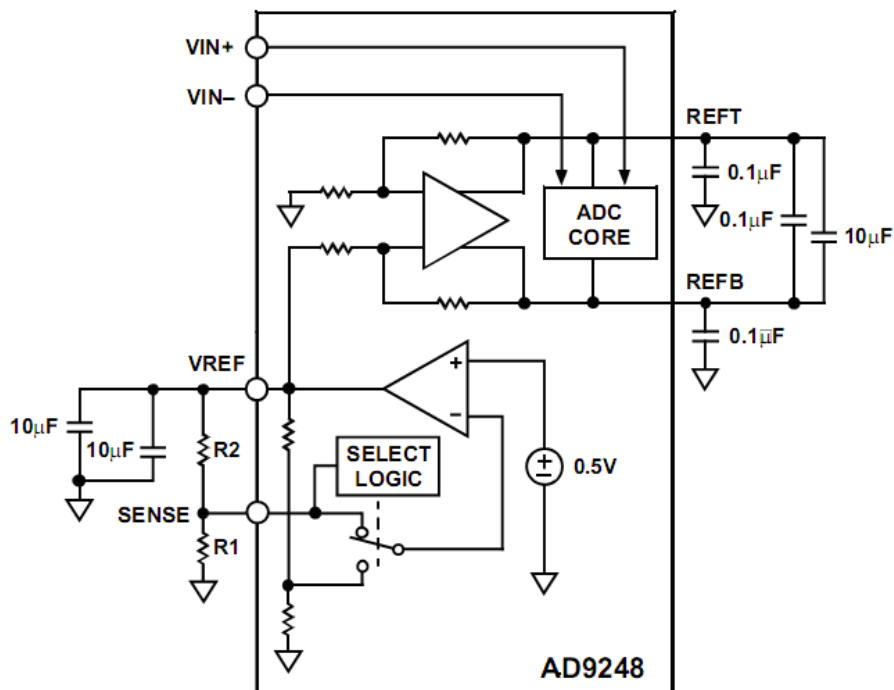 VIN+
VIN–
REFT
0.1μF
0.1μF
10μF
ADC
CORE
REFB
0.1μF
VREF
+
–
10μF
10μF
R2
SELECT
LOGIC
+
–
0.5V
SENSE
R1
AD9248